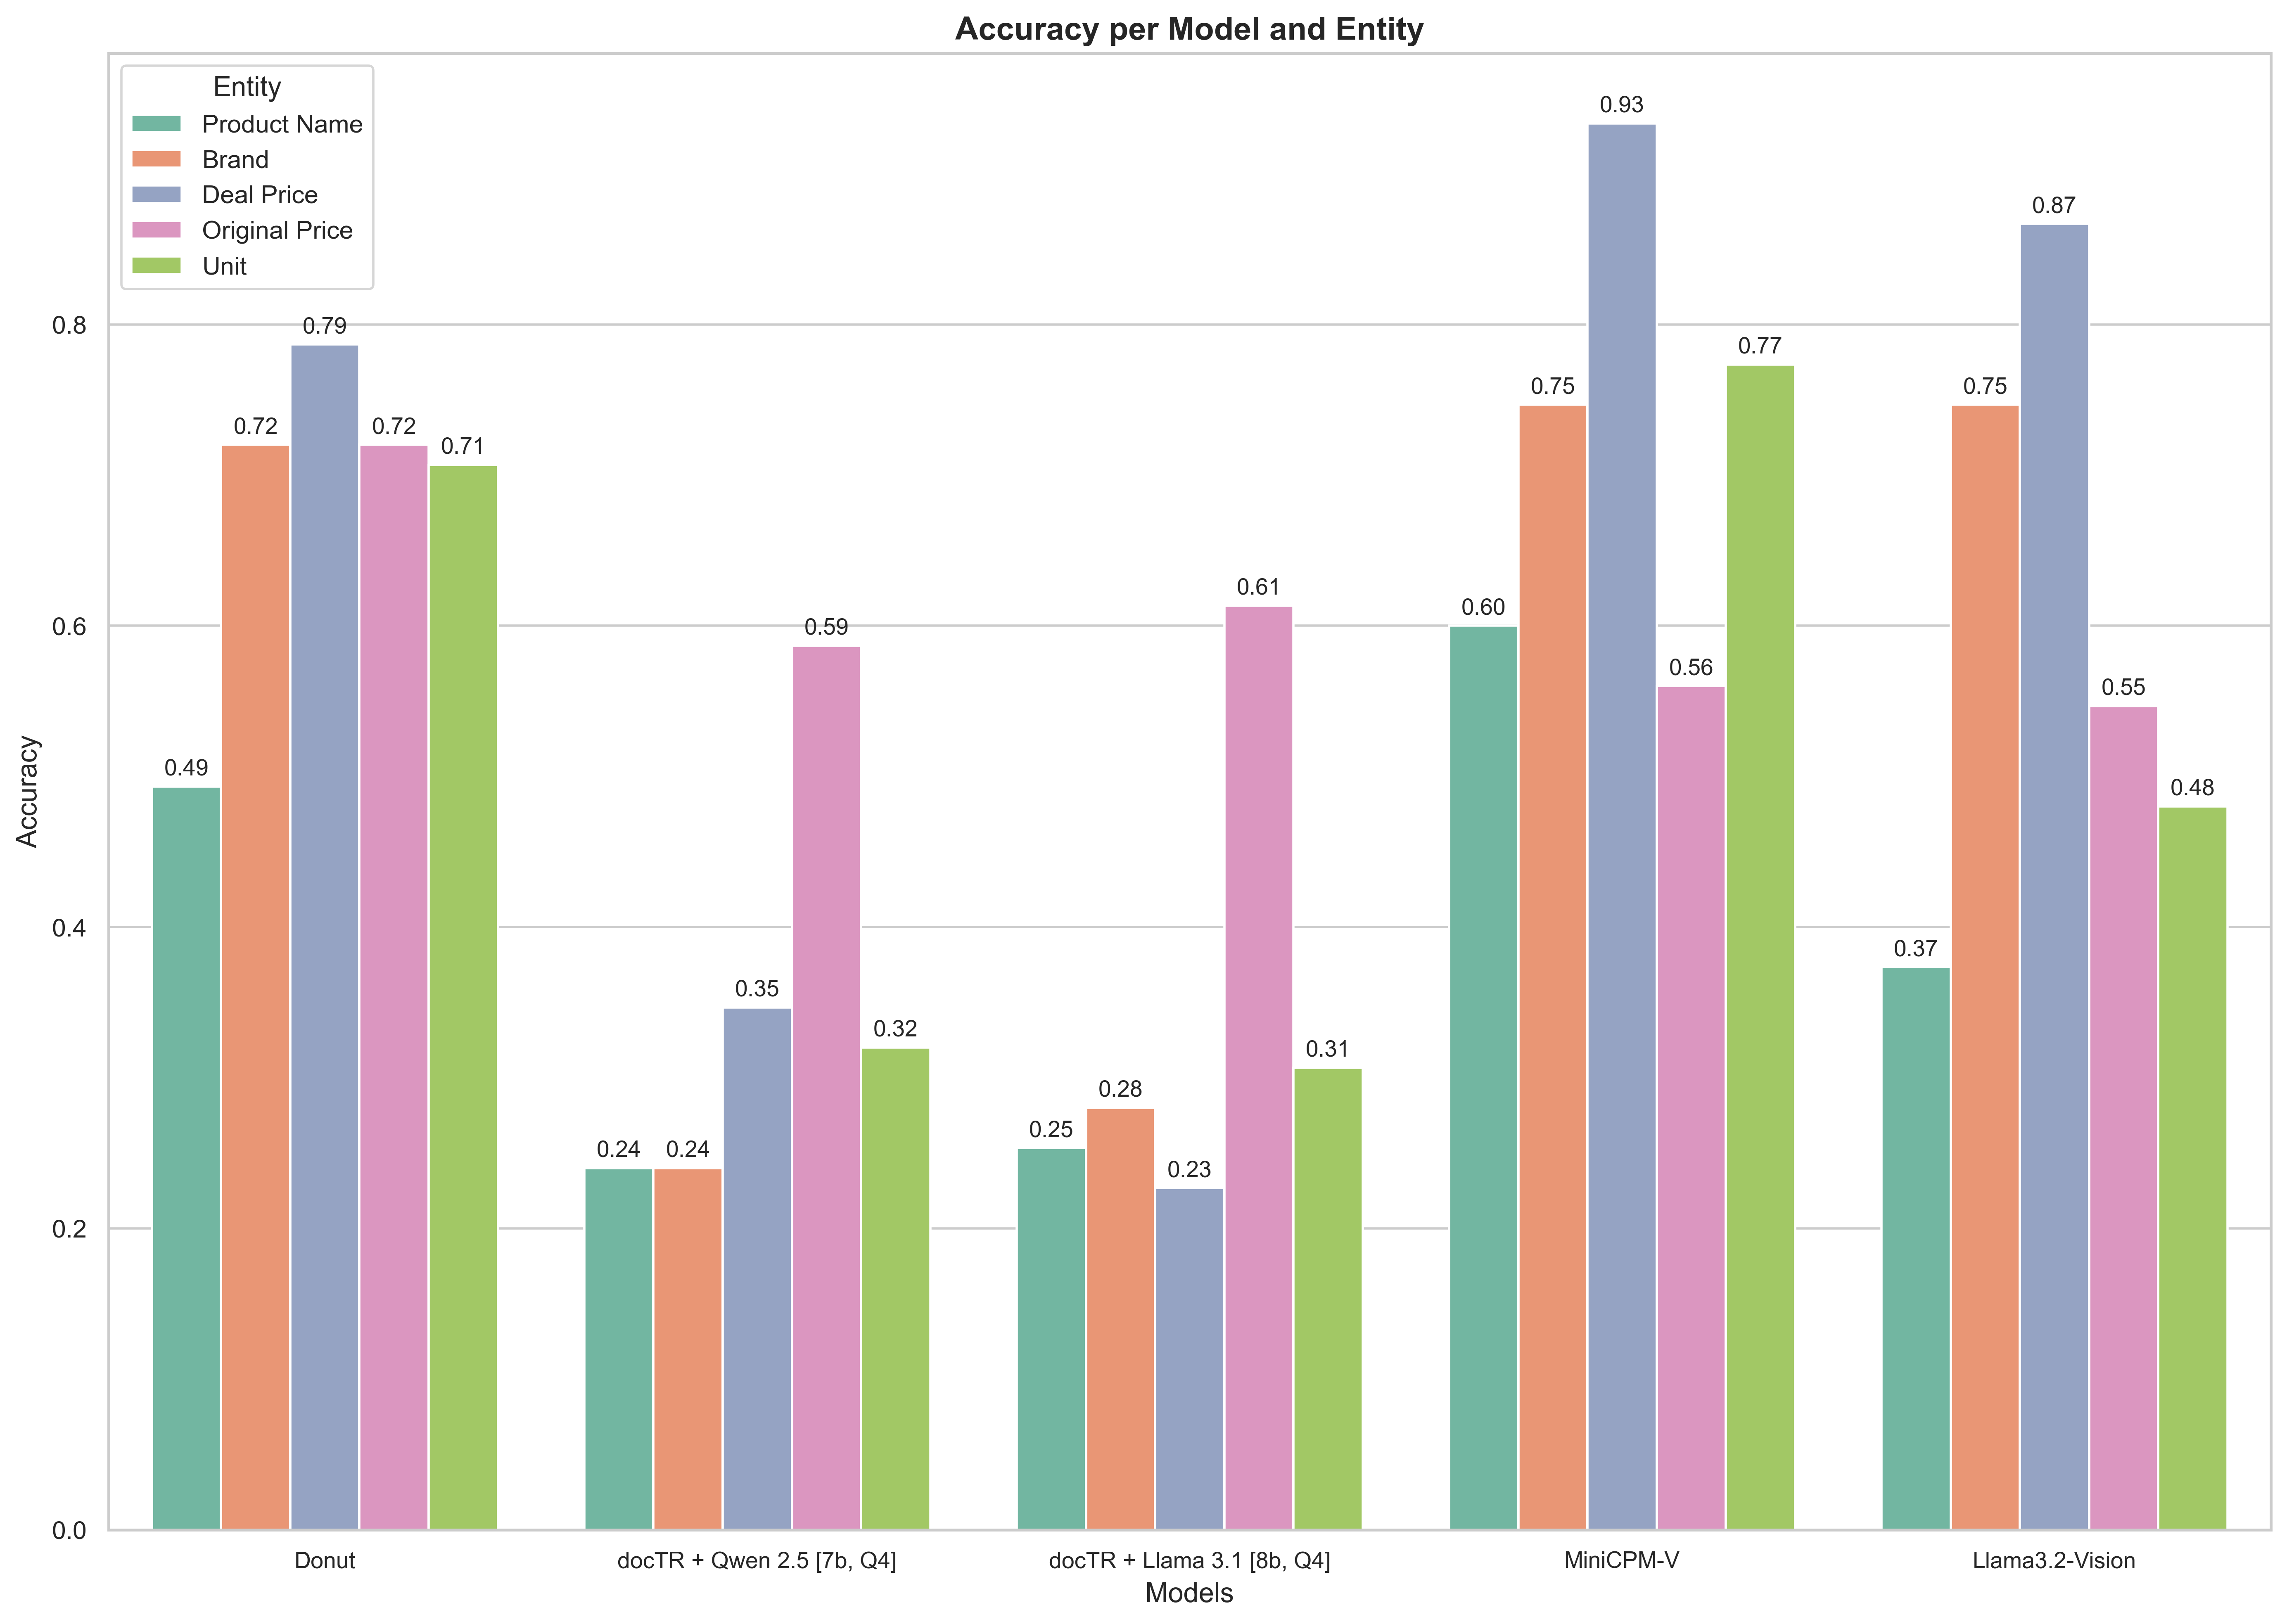 Accuracy per Model and Entity
Entity
Product Name
Brand
Deal Price
Original Price
Unit
Accuracy
0.8
0.6
0.4
0.2
0.0
0.49
0.72
0.79
0.72
0.71
0.24
0.24
0.35
0.59
0.32
0.25
0.28
0.23
0.61
0.31
0.60
0.75
0.93
0.56
0.77
0.37
0.75
0.87
0.55
0.48
Donut
docTR + Qwen 2.5 [7b, Q4]
docTR + Llama 3.1 [8b, Q4]
MiniCPM-V
Llama3.2-Vision
Models